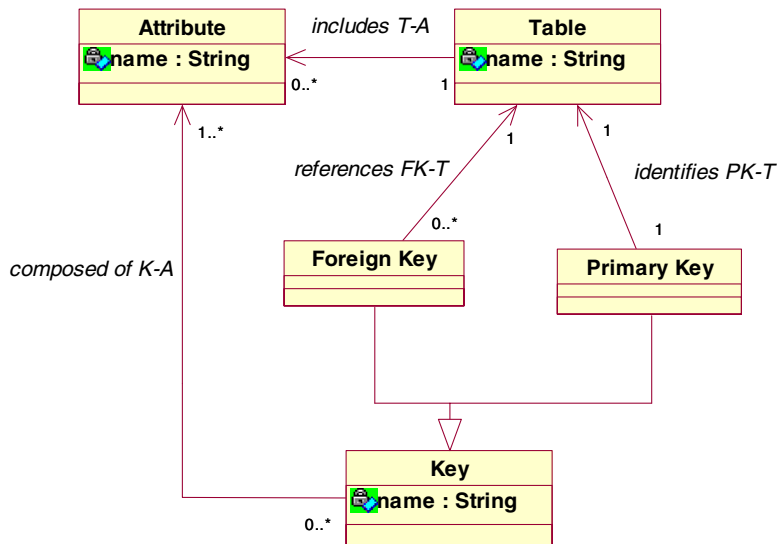 Attribute
name : String
includes T-A
0..*
1
Table
name : String
1..*
references FK-T
1
0..*
1
identifies PK-T
1
composed of K-A
Foreign Key
Primary Key
Key
name : String
0..*